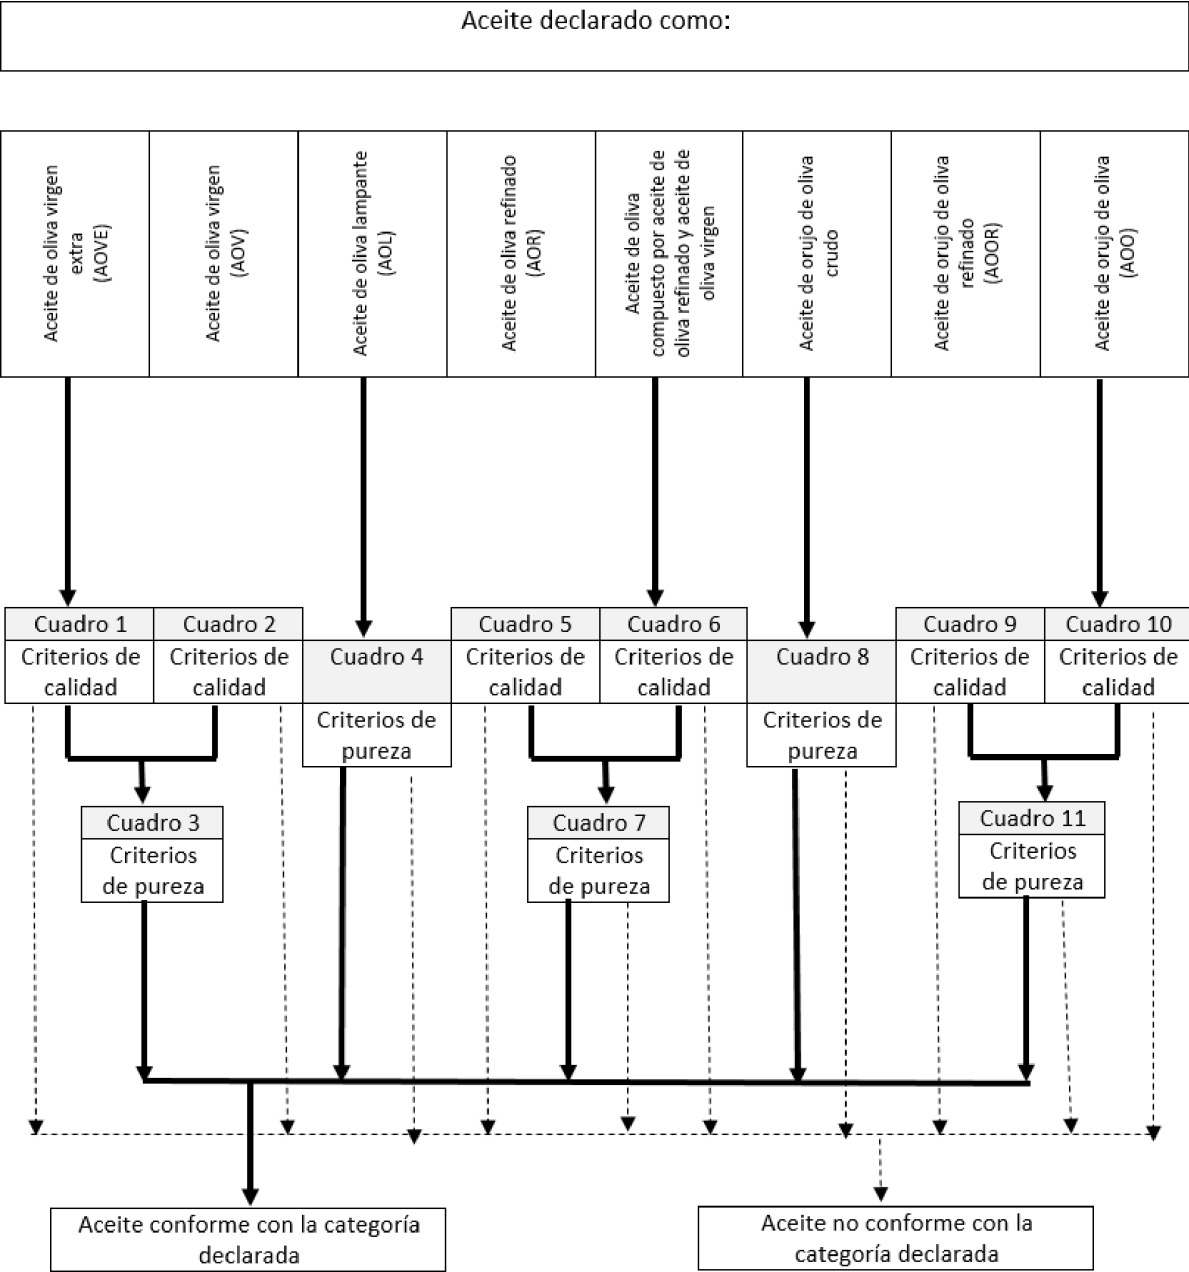 Aceite declarado como:
Aceite de oliva virgen
extra
(AOVE)
Aceite de oliva virgen
(AOV)
Aceite de oliva lampante
(AOL)
Aceite de oliva refinado
(AOR)
Aceite de oliva
compuesto por aceite de
oliva refinado y aceite de
oliva virgen
Aceite de orujo de oliva
crudo
Aceite de orujo de oliva
refinado
(AOOR)
Aceite de orujo de oliva
(AOO)
Cuadro 1
Criterios de
calidad
Cuadro 2
Criterios de
calidad
Cuadro 4
Criterios de
pureza
Cuadro 5
Criterios de
calidad
Cuadro 6
Criterios de
calidad
Cuadro 8
Criterios de
pureza
Cuadro 9
Criterios de
calidad
Cuadro 10
Criterios de
calidad
Cuadro 3
Criterios
de pureza
Cuadro 7
Criterios
de pureza
Cuadro 11
Criterios
de pureza
Aceite conforme con la categoría
declarada
Aceite no conforme con la
categoría declarada